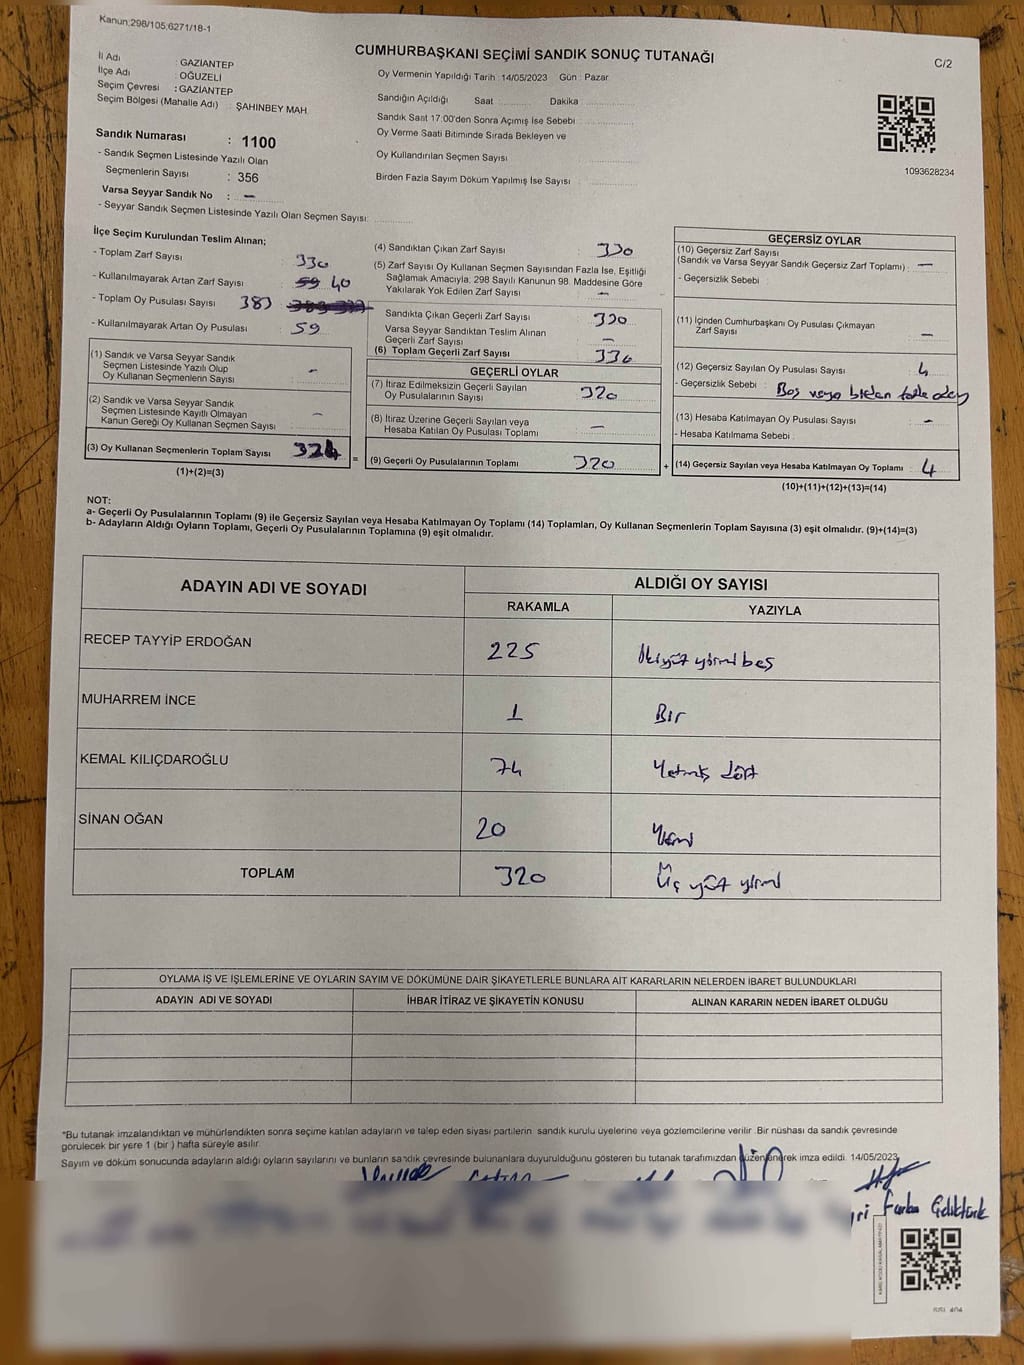 Kanun;298/105;6271/18-1
CUMHURBAŞKANI SEÇİMİ SANDIK SONUÇ TUTANAĞI
C/2
İl Adı : GAZİANTEP
İlçe Adı : OĞUZELİ
Seçim Çevresi : GAZİANTEP
Seçim Bölgesi (Mahalle Adı) : ŞAHİNBEY MAH.
Sandık Numarası : 1100
- Sandık Seçmen Listesinde Yazılı Olan
Seçmenlerin Sayısı : 356
Varsa Seyyar Sandık No : -
- Seyyar Sandık Seçmen Listesinde Yazılı Olan Seçmen Sayısı:
Oy Vermenin Yapıldığı Tarih : 14/05/2023 Gün : Pazar
Sandığın Açıldığı Saat Dakika
Sandık Saat 17:00'den Sonra Açılmış İse Sebebi :
Oy Verme Saati Bitiminde Sırada Bekleyen ve
Oy Kullandırılan Seçmen Sayısı
Birden Fazla Sayım Döküm Yapılmış İse Sayısı :
1093628234
İlçe Seçim Kurulundan Teslim Alınan;
- Toplam Zarf Sayısı : 330
- Kullanılmayarak Artan Zarf Sayısı : 59 40
- Toplam Oy Pusulası Sayısı 383
- Kullanılmayarak Artan Oy Pusulası 59
(1) Sandık ve Varsa Seyyar Sandık
Seçmen Listesinde Yazılı Olup
Oy Kullanan Seçmenlerin Sayısı : -
(2) Sandık ve Varsa Seyyar Sandık
Seçmen Listesinde Kayıtlı Olmayan
Kanun Gereği Oy Kullanan Seçmen Sayısı : -
(3) Oy Kullanan Seçmenlerin Toplam Sayısı 324
(1)+(2)=(3)
(4) Sandıktan Çıkan Zarf Sayısı : 330
(5) Zarf Sayısı Oy Kullanan Seçmen Sayısından Fazla İse, Eşitliği
Sağlamak Amacıyla; 298 Sayılı Kanunun 98. Maddesine Göre
Yakılarak Yok Edilen Zarf Sayısı : -
Sandıkta Çıkan Geçerli Zarf Sayısı : 320
Varsa Seyyar Sandıktan Teslim Alınan
Geçerli Zarf Sayısı : -
(6) Toplam Geçerli Zarf Sayısı : 336
GEÇERLİ OYLAR
(7) İtiraz Edilmeksizin Geçerli Sayılan
Oy Pusulalarının Sayısı : 320
(8) İtiraz Üzerine Geçerli Sayılan veya
Hesaba Katılan Oy Pusulası Toplamı : -
= (9) Geçerli Oy Pusulalarının Toplamı : 320
GEÇERSİZ OYLAR
(10) Geçersiz Zarf Sayısı
(Sandık ve Varsa Seyyar Sandık Geçersiz Zarf Toplamı) : -
- Geçersizlik Sebebi :
(11) İçinden Cumhurbaşkanı Oy Pusulası Çıkmayan
Zarf Sayısı : -
(12) Geçersiz Sayılan Oy Pusulası Sayısı : 4
- Geçersizlik Sebebi : Boş veya birden fazla aday
(13) Hesaba Katılmayan Oy Pusulası Sayısı : -
- Hesaba Katılmama Sebebi :
+ (14) Geçersiz Sayılan veya Hesaba Katılmayan Oy Toplamı : 4
(10)+(11)+(12)+(13)=(14)
NOT:
a- Geçerli Oy Pusulalarının Toplamı (9) ile Geçersiz Sayılan veya Hesaba Katılmayan Oy Toplamı (14) Toplamları, Oy Kullanan Seçmenlerin Toplam Sayısına (3) eşit olmalıdır. (9)+(14)=(3)
b- Adayların Aldığı Oyların Toplamı, Geçerli Oy Pusulalarının Toplamına (9) eşit olmalıdır.
ADAYIN ADI VE SOYADI ALDIĞI OY SAYISI
RAKAMLA YAZIYLA
RECEP TAYYİP ERDOĞAN 225 İkiyüz yirmi beş
MUHARREM İNCE 1 Bir
KEMAL KILIÇDAROĞLU 74 Yetmiş dört
SİNAN OĞAN 20 Yirmi
TOPLAM 320 Üç yüz yirmi
OYLAMA İŞ VE İŞLEMLERİNE VE OYLARIN SAYIM VE DÖKÜMÜNE DAİR ŞİKAYETLERLE BUNLARA AİT KARARLARIN NELERDEN İBARET BULUNDUKLARI
ADAYIN ADI VE SOYADI İHBAR İTİRAZ VE ŞİKAYETİN KONUSU ALINAN KARARIN NEDEN İBARET OLDUĞU
*Bu tutanak imzalandıktan ve mühürlendikten sonra seçime katılan adayların ve talep eden siyasi partilerin sandık kurulu üyelerine veya gözlemcilerine verilir. Bir nüshası da sandık çevresinde
görülecek bir yere 1 (bir ) hafta süreyle asılır.
Sayım ve döküm sonucunda adayların aldığı oyların sayılarını ve bunların sandık çevresinde bulunanlara duyurulduğunu gösteren bu tutanak tarafımızdan düzenlenerek imza edildi. 14/05/2023